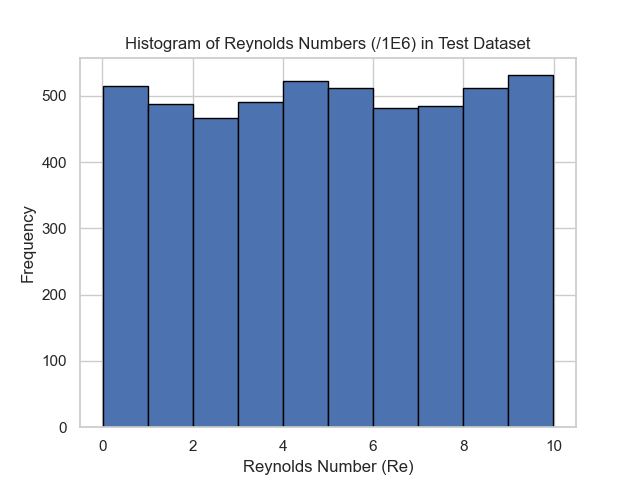 Histogram of Reynolds Numbers (/1E6) in Test Dataset
Frequency
500
400
300
200
100
0
0 2 4 6 8 10
Reynolds Number (Re)